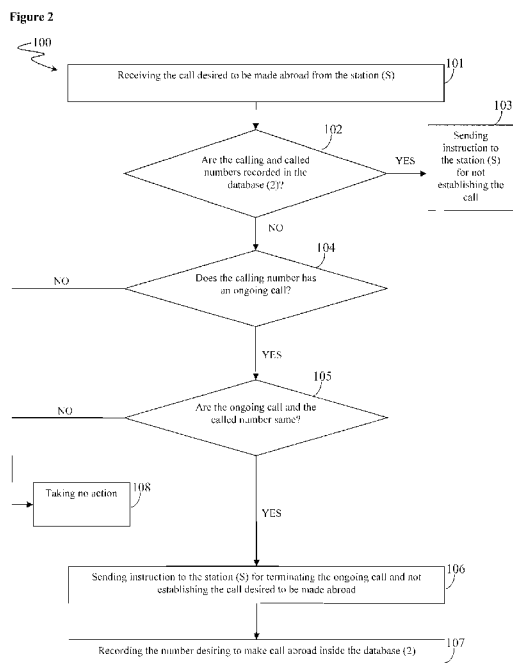 Figure 2
100
101
Receiving the call desired to be made abroad from the station (S)
102
Are the calling and called
numbers recorded in the
database (2)?
YES
103
Sending
instruction to
the station (S)
for not
establishing the
call
NO
104
Does the calling number has
an ongoing call?
NO
YES
105
Are the ongoing call and the
called number same?
NO
Taking no action
108
YES
106
Sending instruction to the station (S) for terminating the ongoing call and not
establishing the call desired to be made abroad
107
Recording the number desiring to make call abroad inside the database (2)